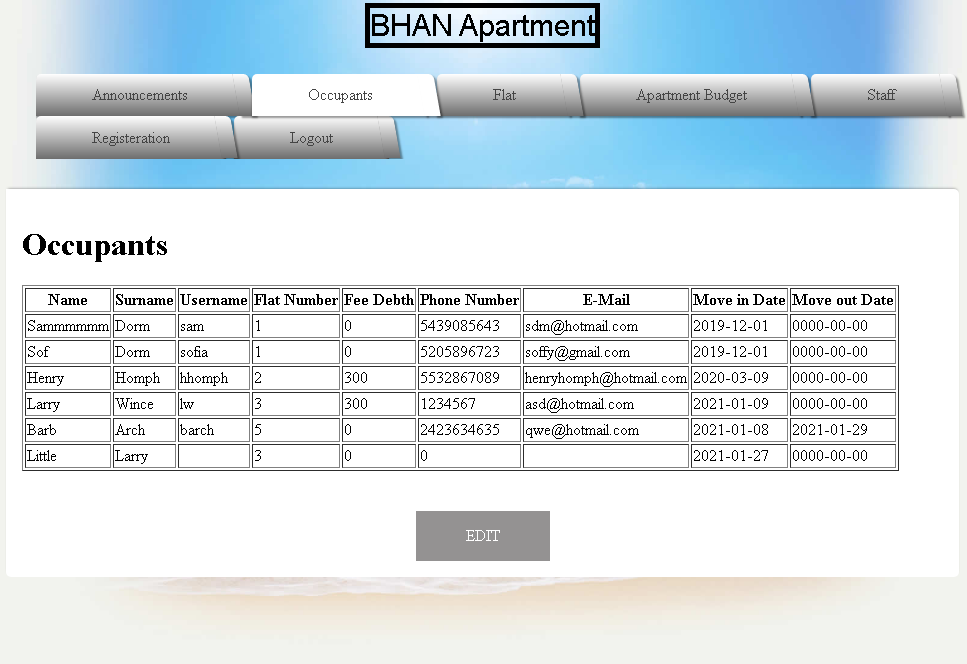 BHAN Apartment
Announcements Occupants Flat Apartment Budget Staff
Registeration Logout
Occupants
Name Surname Username Flat Number Fee Debth Phone Number E-Mail Move in Date Move out Date
Sammmmmm Dorm sam 1 0 5439085643 sdm@hotmail.com 2019-12-01 0000-00-00
Sof Dorm sofia 1 0 5205896723 soffy@gmail.com 2019-12-01 0000-00-00
Henry Homph hhomph 2 300 5532867089 henryhomph@hotmail.com 2020-03-09 0000-00-00
Larry Wince lw 3 300 1234567 asd@hotmail.com 2021-01-09 0000-00-00
Barb Arch barch 5 0 2423634635 qwe@hotmail.com 2021-01-08 2021-01-29
Little Larry 3 0 0 2021-01-27 0000-00-00
EDIT